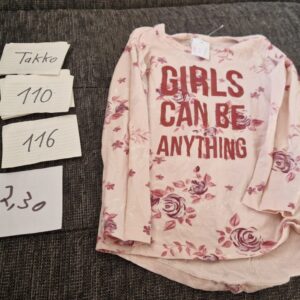 Takko
110
116
2,30
GIRLS
CAN BE
ANYTHING